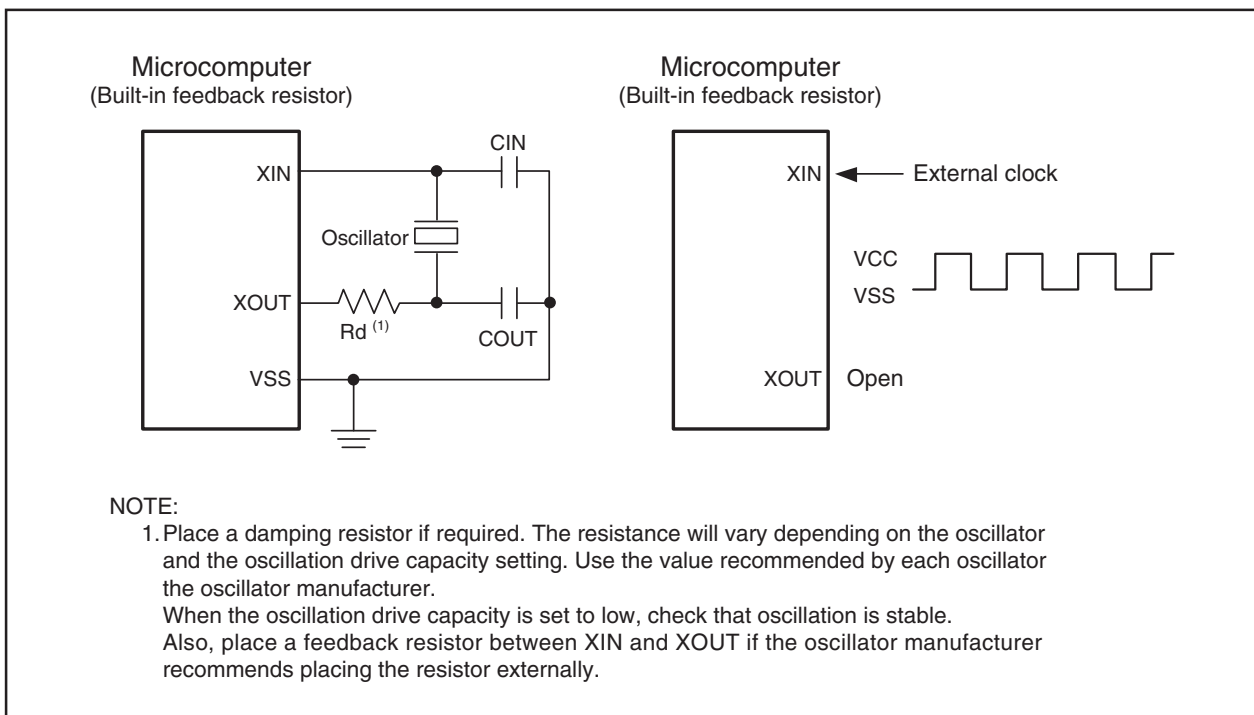 Microcomputer
(Built-in feedback resistor)
XIN
CIN
Oscillator
XOUT
Rd (1)
COUT
VSS
Microcomputer
(Built-in feedback resistor)
XIN
External clock
VCC
VSS
XOUT
Open
NOTE:
1. Place a damping resistor if required. The resistance will vary depending on the oscillator
and the oscillation drive capacity setting. Use the value recommended by each oscillator
the oscillator manufacturer.
When the oscillation drive capacity is set to low, check that oscillation is stable.
Also, place a feedback resistor between XIN and XOUT if the oscillator manufacturer
recommends placing the resistor externally.